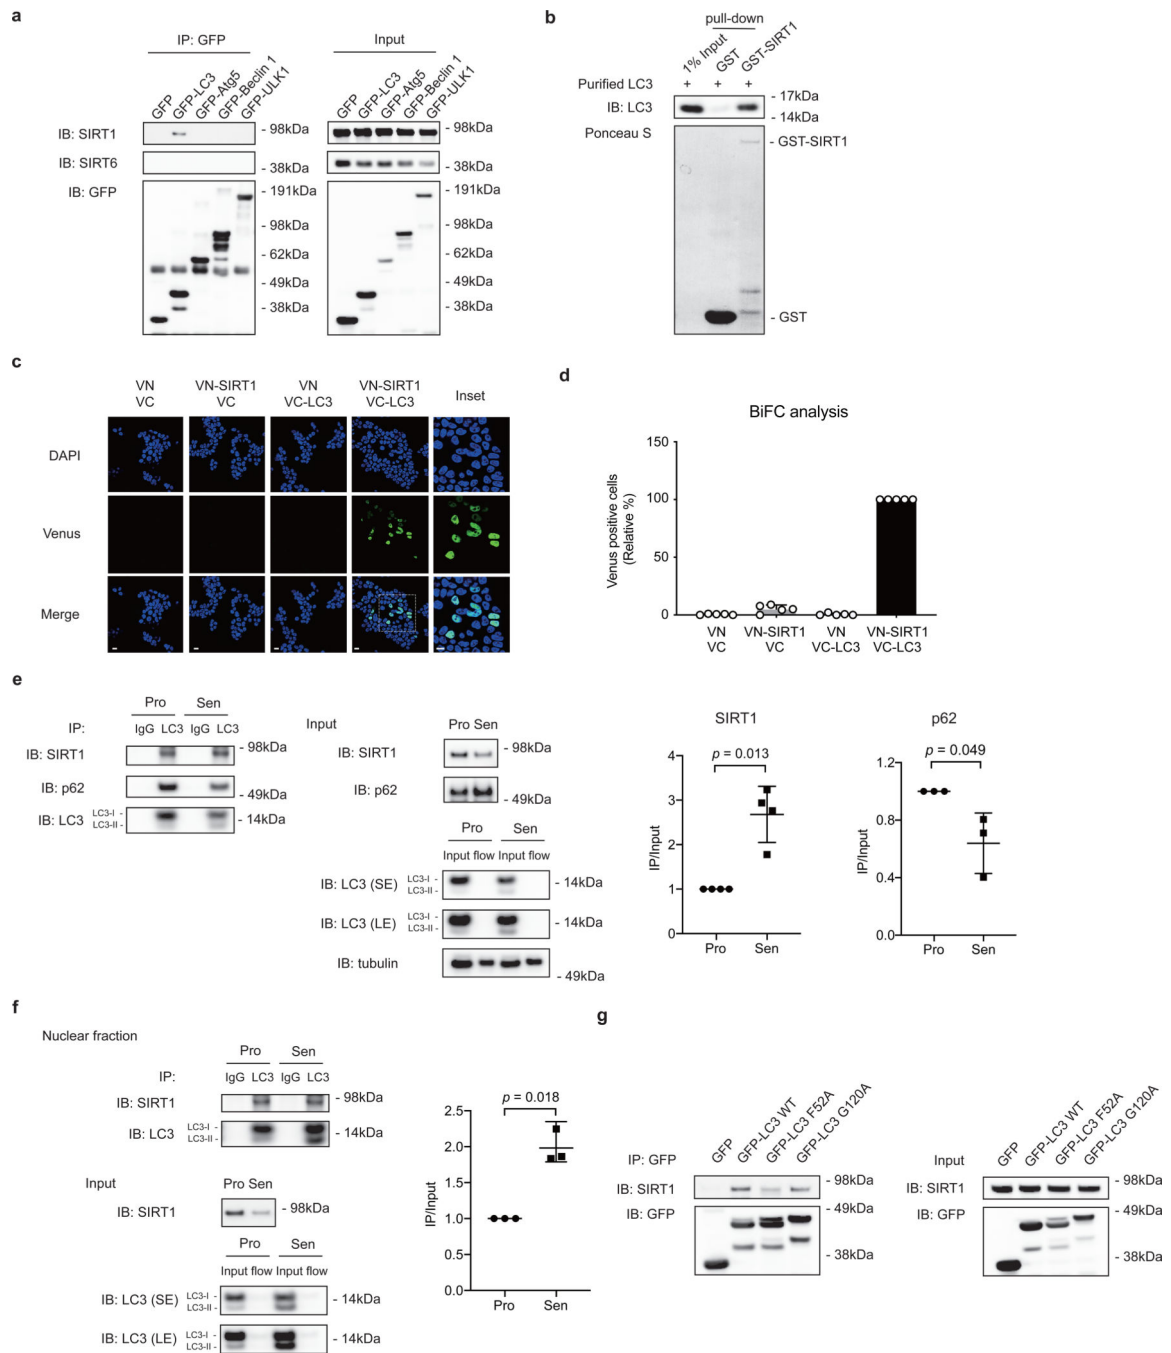 a
IP: GFP
Input
GFP
GFP-LC3
GFP-Atg5
GFP-Beclin 1
GFP-ULK1
GFP
GFP-LC3
GFP-Atg5
GFP-Beclin 1
GFP-ULK1
IB: SIRT1
- 98kDa
- 98kDa
IB: SIRT6
- 38kDa
- 38kDa
IB: GFP
- 191kDa
- 98kDa
- 62kDa
- 49kDa
- 38kDa
- 191kDa
- 98kDa
- 62kDa
- 49kDa
- 38kDa
b
pull-down
1% Input
GST
GST-SIRT1
Purified LC3
+
+
+
IB: LC3
- 17kDa
- 14kDa
Ponceau S
- GST-SIRT1
- GST
c
VN
VC
VN-SIRT1
VC
VN
VC-LC3
VN-SIRT1
VC-LC3
Inset
DAPI
Venus
Merge
d
BiFC analysis
Venus positive cells
(Relative %)
150
100
50
0
VN
VC
VN-SIRT1
VC
VN
VC-LC3
VN-SIRT1
VC-LC3
e
Pro
Sen
IP:
IgG LC3 IgG LC3
IB: SIRT1
- 98kDa
IB: p62
- 49kDa
IB: LC3
LC3-I -
LC3-II -
- 14kDa
Input
Pro Sen
IB: SIRT1
- 98kDa
IB: p62
- 49kDa
Pro
Sen
Input flow Input flow
IB: LC3 (SE)
LC3-I -
LC3-II -
- 14kDa
IB: LC3 (LE)
LC3-I -
LC3-II -
- 14kDa
IB: tubulin
- 49kDa
SIRT1
p = 0.013
IP/Input
4
3
2
1
0
Pro
Sen
p62
p = 0.049
IP/Input
1.2
0.8
0.4
0.0
Pro
Sen
f
Nuclear fraction
Pro
Sen
IP:
IgG LC3 IgG LC3
IB: SIRT1
- 98kDa
IB: LC3
LC3-I -
LC3-II -
- 14kDa
Input
Pro Sen
IB: SIRT1
- 98kDa
Pro
Sen
Input flow Input flow
IB: LC3 (SE)
LC3-I -
LC3-II -
- 14kDa
IB: LC3 (LE)
LC3-I -
LC3-II -
- 14kDa
p = 0.018
IP/Input
2.5
2.0
1.5
1.0
0.5
0.0
Pro
Sen
g
GFP
GFP-LC3 WT
GFP-LC3 F52A
GFP-LC3 G120A
IP: GFP
IB: SIRT1
- 98kDa
IB: GFP
- 49kDa
- 38kDa
GFP
GFP-LC3 WT
GFP-LC3 F52A
GFP-LC3 G120A
Input
IB: SIRT1
- 98kDa
IB: GFP
- 49kDa
- 38kDa